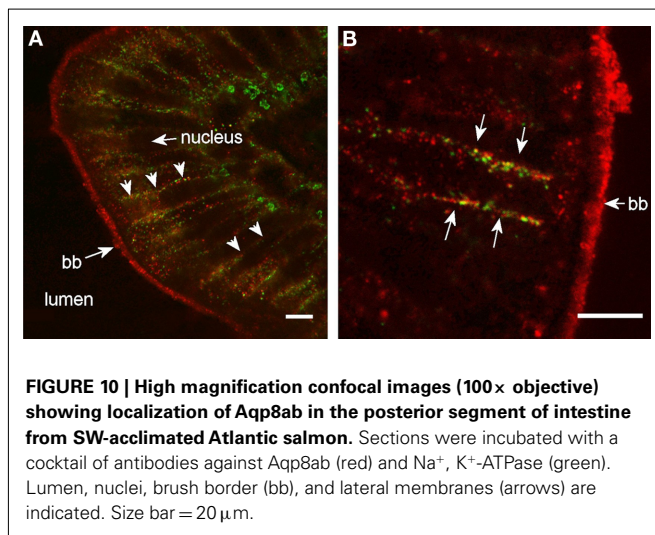 A
B
nucleus
bb
bb
lumen
FIGURE 10 | High magnification confocal images (100× objective)
showing localization of Aqp8ab in the posterior segment of intestine
from SW-acclimated Atlantic salmon. Sections were incubated with a
cocktail of antibodies against Aqp8ab (red) and Na⁺, K⁺-ATPase (green).
Lumen, nuclei, brush border (bb), and lateral membranes (arrows) are
indicated. Size bar = 20 μm.